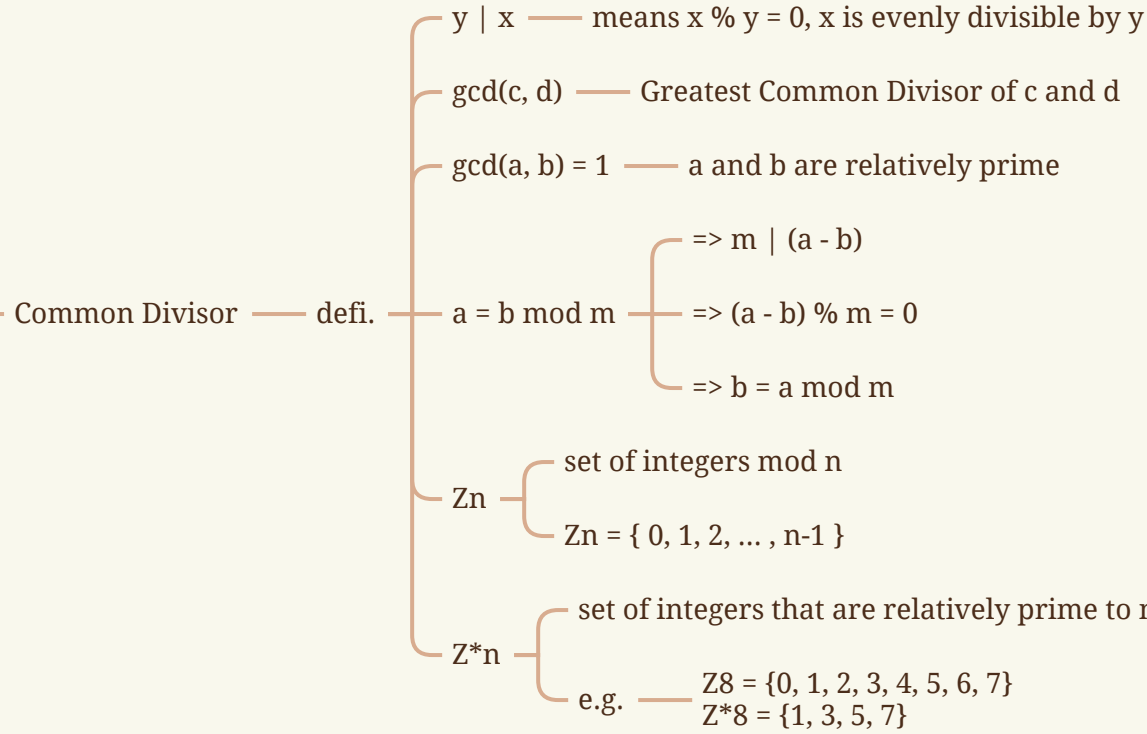 y | x
means x % y = 0, x is evenly divisible by y
gcd(c, d)
Greatest Common Divisor of c and d
gcd(a, b) = 1
a and b are relatively prime
Common Divisor
defi.
a = b mod m
=> m | (a - b)
=> (a - b) % m = 0
=> b = a mod m
Zn
set of integers mod n
Zn = { 0, 1, 2, ... , n-1 }
Z*n
set of integers that are relatively prime to
e.g.
Z8 = {0, 1, 2, 3, 4, 5, 6, 7}
Z*8 = {1, 3, 5, 7}